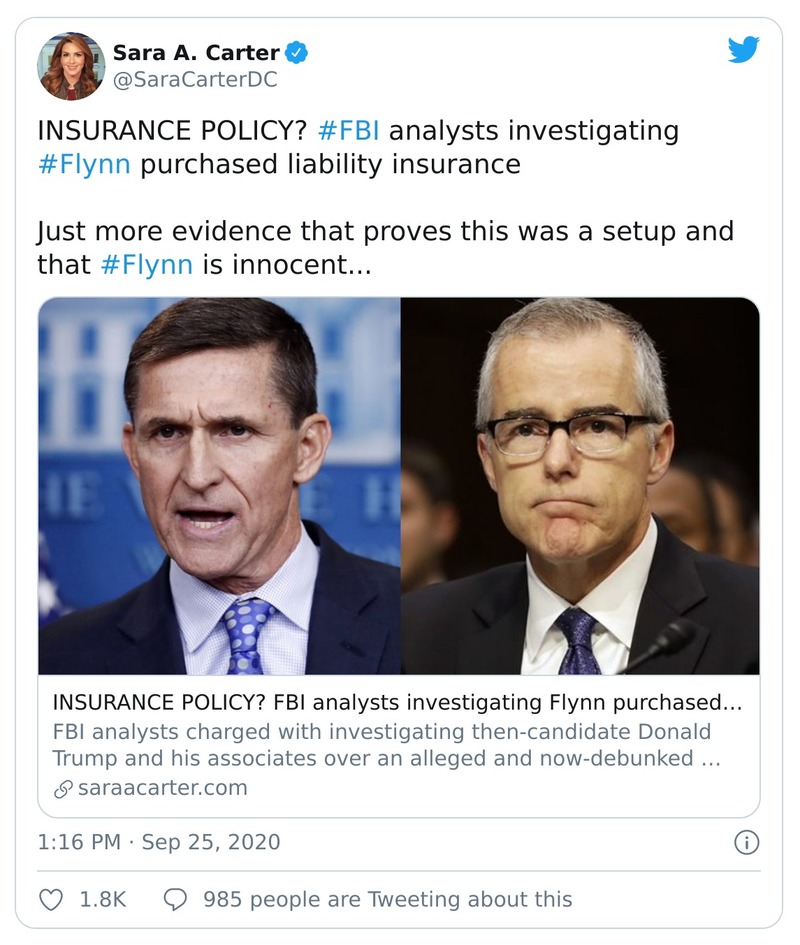 Sara A. Carter
@SaraCarterDC
INSURANCE POLICY? #FBI analysts investigating
#Flynn purchased liability insurance
Just more evidence that proves this was a setup and
that #Flynn is innocent...
INSURANCE POLICY? FBI analysts investigating Flynn purchased...
FBI analysts charged with investigating then-candidate Donald
Trump and his associates over an alleged and now-debunked ...
saraacarter.com
1:16 PM · Sep 25, 2020
1.8K 985 people are Tweeting about this